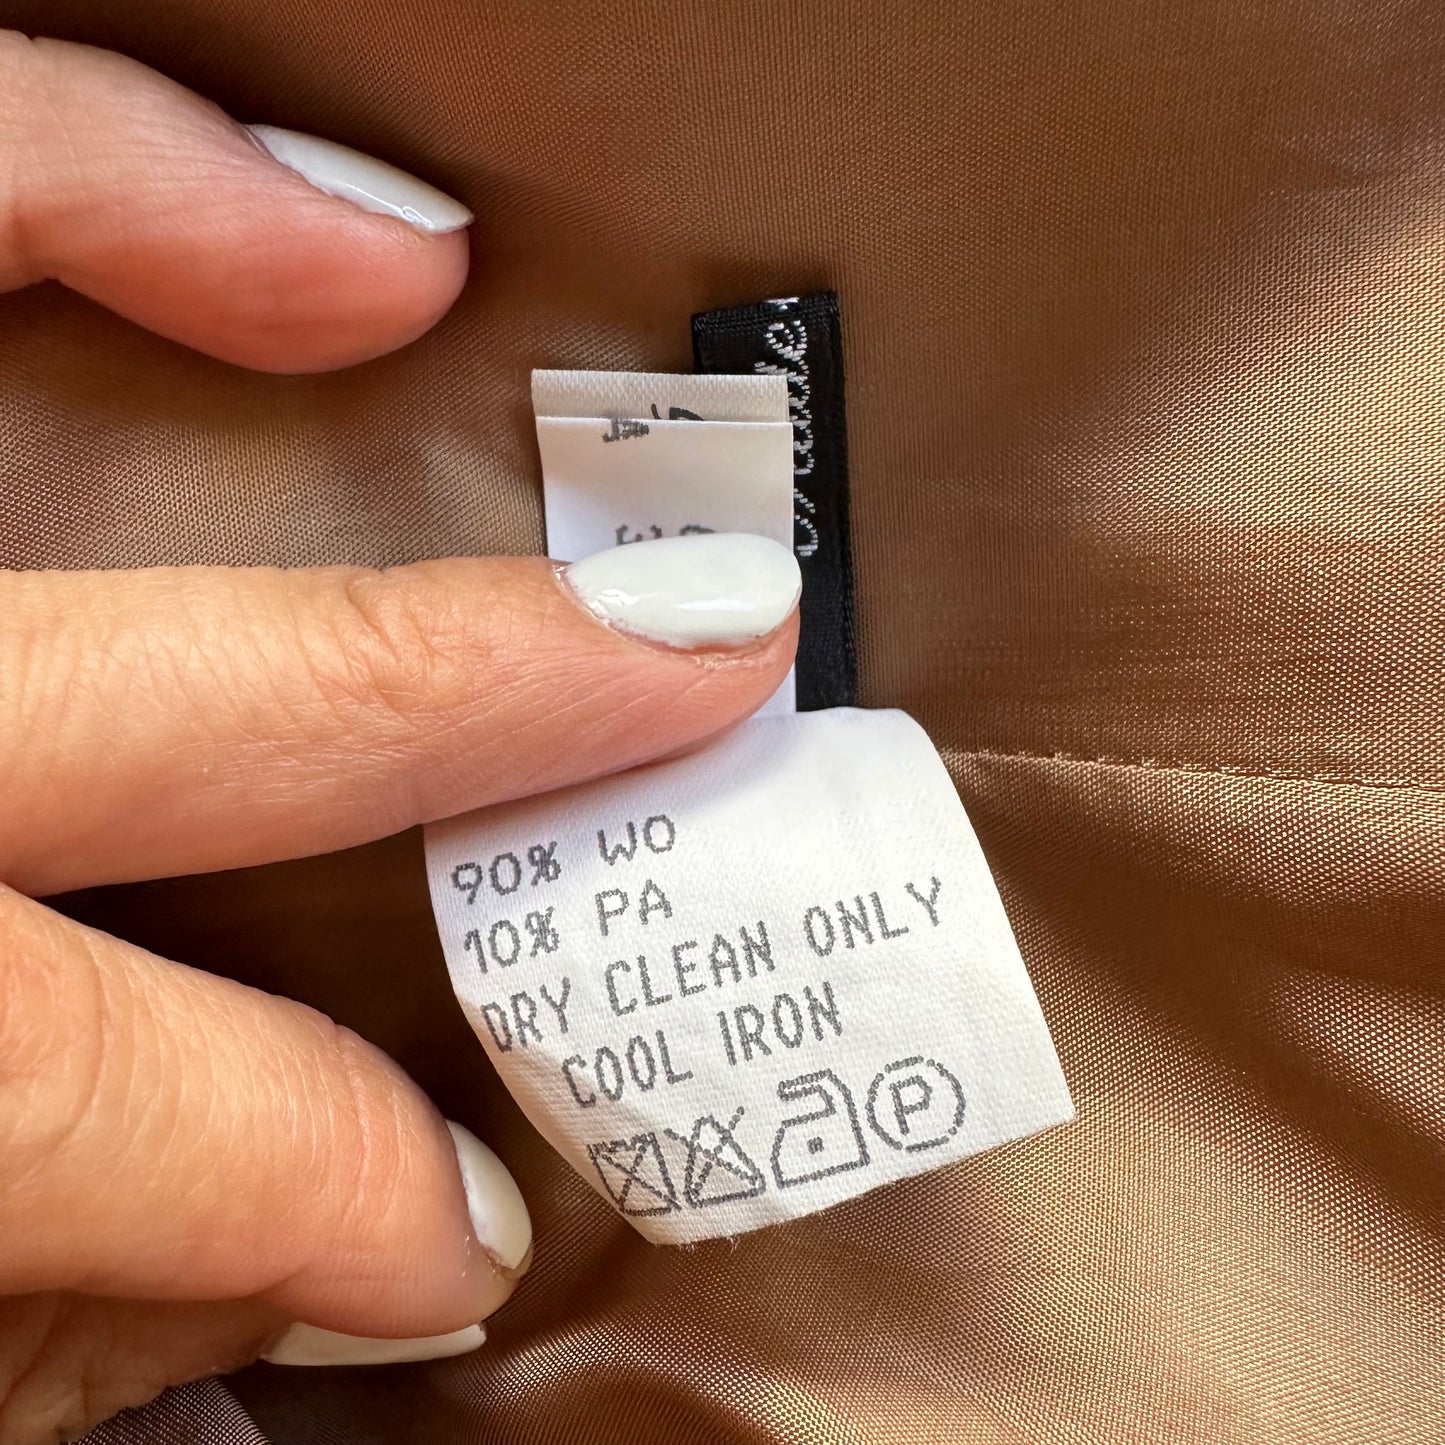 90% WO
10% PA
DRY CLEAN ONLY
COOL IRON
P